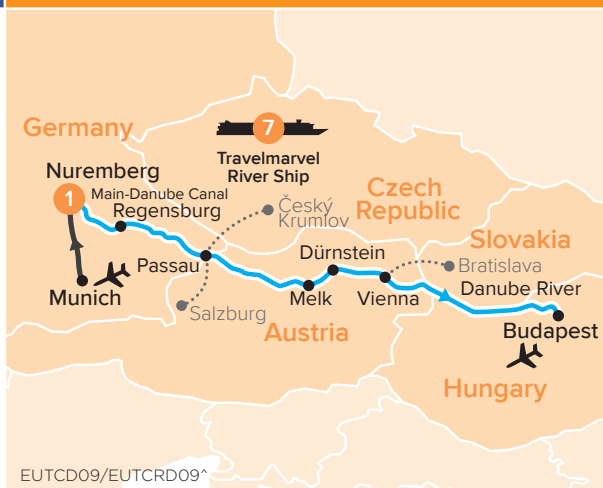 Germany
7
Travelmarvel
River Ship
Nuremberg
1
Main-Danube Canal
Regensburg
Český
Krumlov
Czech
Republic
Passau
Dürnstein
Slovakia
Bratislava
Munich
Salzburg
Melk
Vienna
Danube River
Austria
Budapest
Hungary
EUTCD09/EUTCRD09^